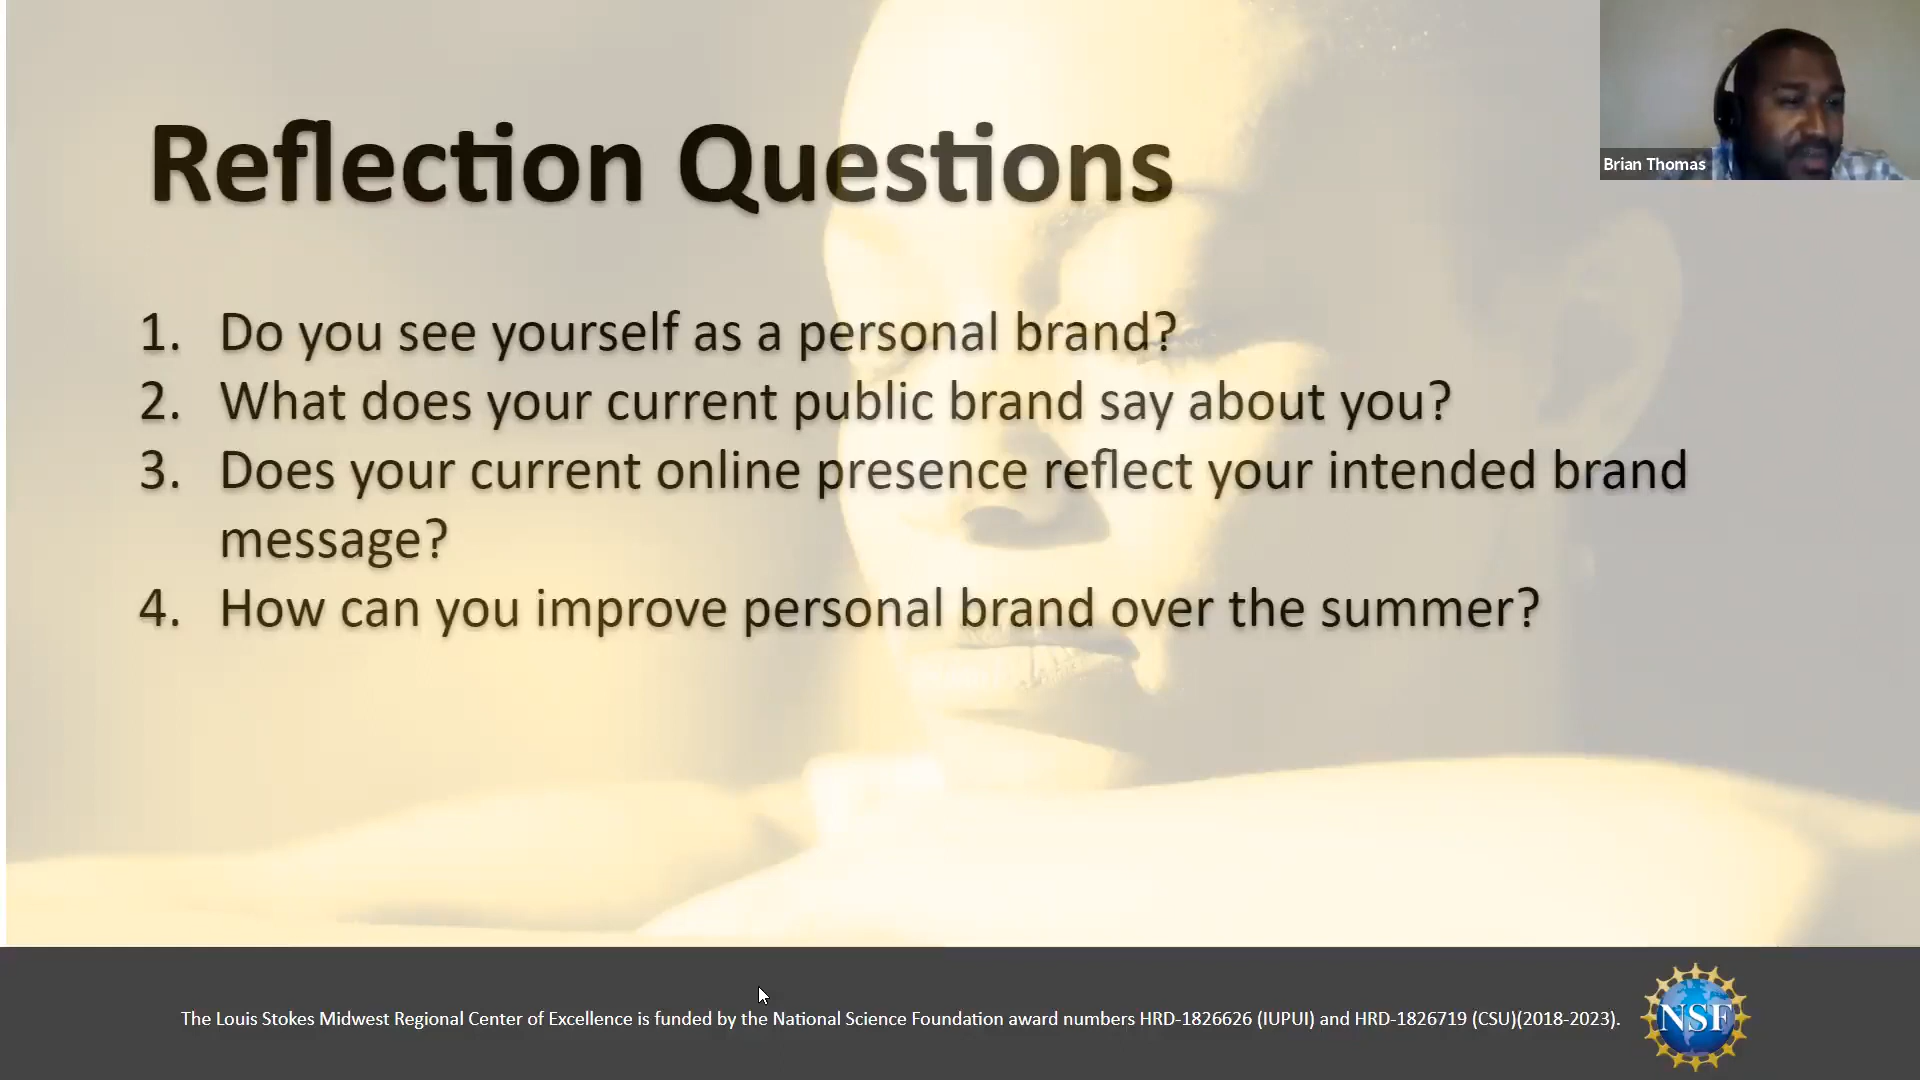 Reflection Questions
Brian Thomas
1. Do you see yourself as a personal brand?
2. What does your current public brand say about you?
3. Does your current online presence reflect your intended brand
message?
4. How can you improve personal brand over the summer?
The Louis Stokes Midwest Regional Center of Excellence is funded by the National Science Foundation award numbers HRD-1826626 (IUPUI) and HRD-1826719 (CSU)(2018-2023).
NSF